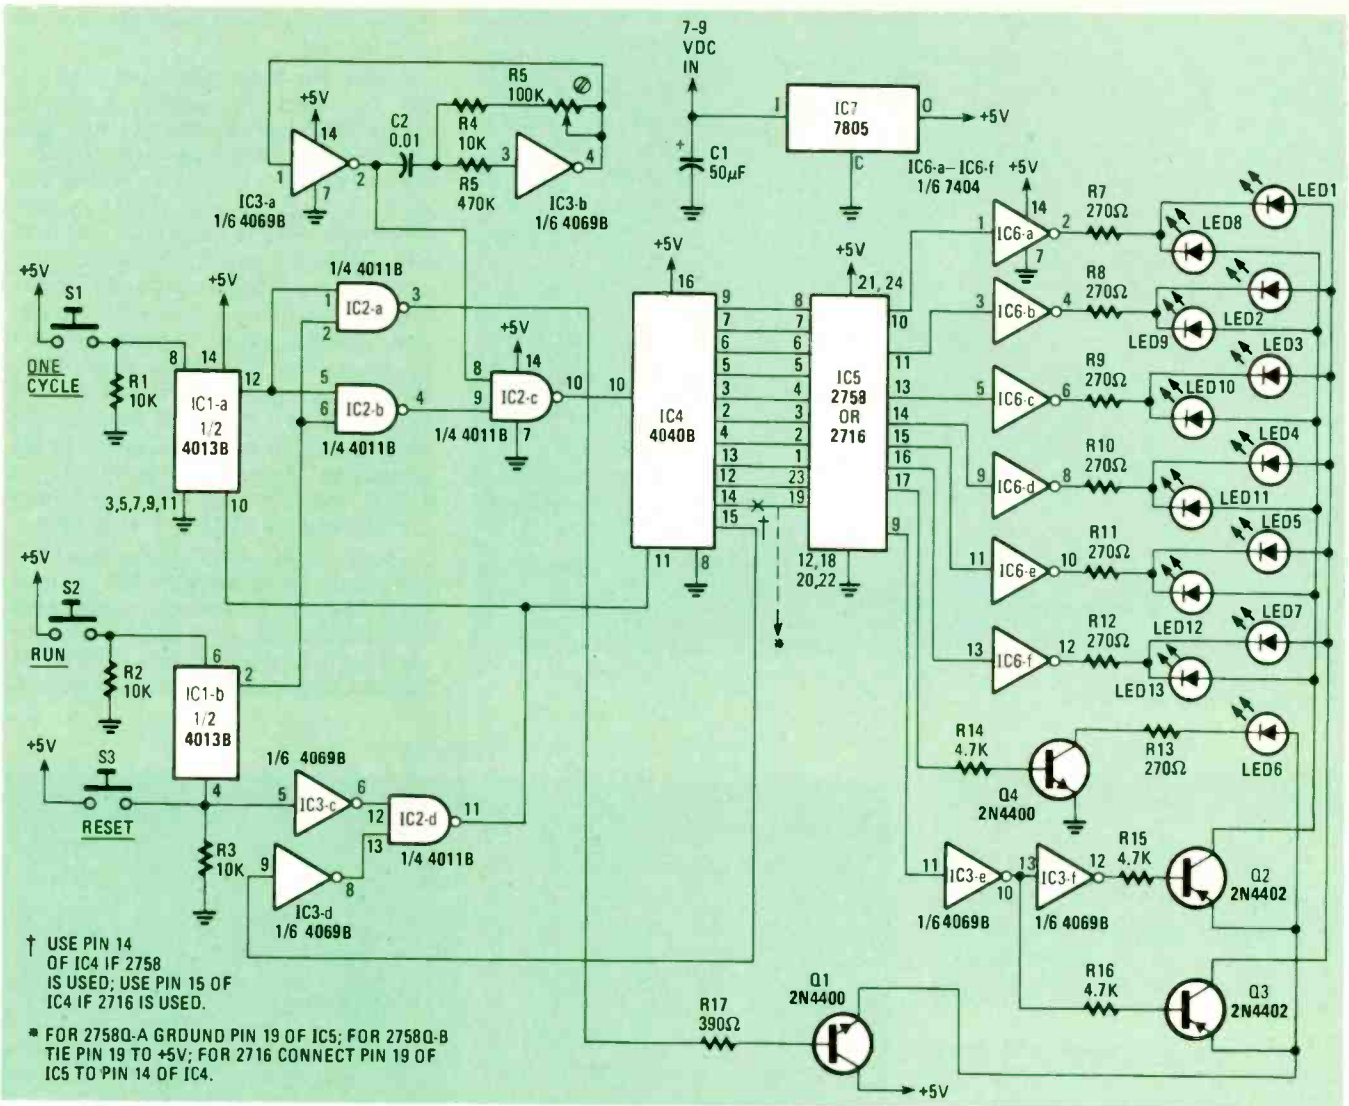 7-9
VDC
IN
R5
100K
+5V
14
C2
0.01
R4
10K
1
2
7
IC3-a
1/6 4069B
R5
470K
3
4
IC3-b
1/6 4069B
I
IC7
7805
O
+5V
C
+
C1
50µF
IC6-a–IC6-f
1/6 7404
+5V
14
1
IC6-a
2
7
R7
270Ω
LED1
LED8
3
IC6-b
4
R8
270Ω
LED2
LED9
5
IC6-c
6
R9
270Ω
LED3
LED10
9
IC6-d
8
R10
270Ω
LED4
LED11
11
IC6-e
10
R11
270Ω
LED5
LED12
13
IC6-f
12
R12
270Ω
LED7
LED13
+5V
S1
ONE
CYCLE
R1
10K
+5V
8
14
12
IC1-a
1/2
4013B
3,5,7,9,11
10
1/4 4011B
1
2
IC2-a
3
5
6
IC2-b
4
1/4 4011B
+5V
14
8
9
IC2-c
10
1/4 4011B
7
+5V
16
10
IC4
4040B
9
7
6
5
3
2
4
13
12
14
15
11
8
†
*
+5V
21, 24
8
7
6
5
4
3
2
1
23
19
IC5
2758
OR
2716
10
11
13
14
15
16
17
9
12,18
20,22
+5V
S2
RUN
R2
10K
6
2
IC1-b
1/2
4013B
4
+5V
S3
RESET
R3
10K
1/6 4069B
5
IC3-c
6
12
13
IC2-d
11
1/4 4011B
9
8
IC3-d
1/6 4069B
R14
4.7K
Q4
2N4400
R13
270Ω
LED6
11
IC3-e
10
1/6 4069B
13
IC3-f
12
1/6 4069B
R15
4.7K
Q2
2N4402
R16
4.7K
Q3
2N4402
R17
390Ω
Q1
2N4400
+5V
† USE PIN 14
OF IC4 IF 2758
IS USED; USE PIN 15 OF
IC4 IF 2716 IS USED.
* FOR 2758Q-A GROUND PIN 19 OF IC5; FOR 2758Q-B
TIE PIN 19 TO +5V; FOR 2716 CONNECT PIN 19 OF
IC5 TO PIN 14 OF IC4.